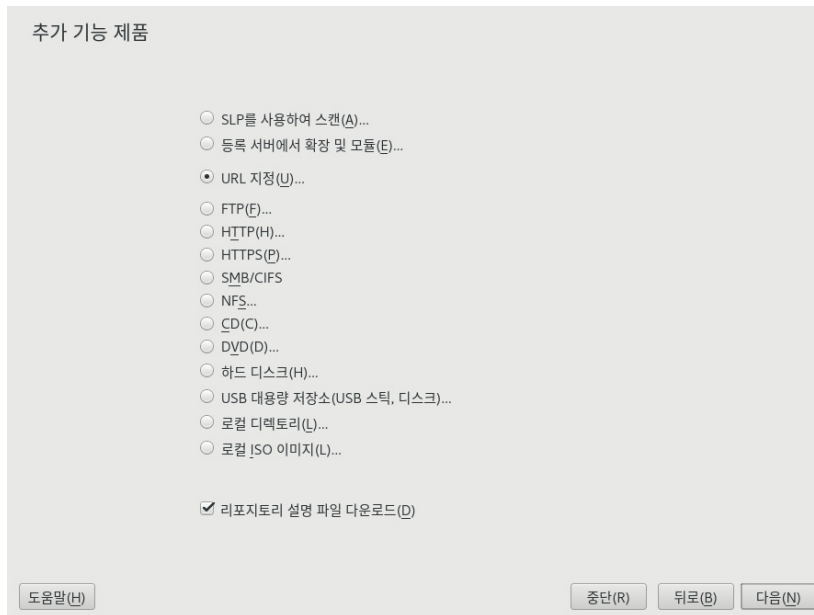 추가 기능 제품
SLP를 사용하여 스캔(A)...
등록 서버에서 확장 및 모듈(E)...
URL 지정(U)...
FTP(F)...
HTTP(H)...
HTTPS(P)...
SMB/CIFS
NFS...
CD(C)...
DVD(D)...
하드 디스크(H)...
USB 대용량 저장소(USB 스틱, 디스크)...
로컬 디렉토리(L)...
로컬 ISO 이미지(L)...
리포지토리 설명 파일 다운로드(D)
도움말(H) 중단(R) 뒤로(B) 다음(N)